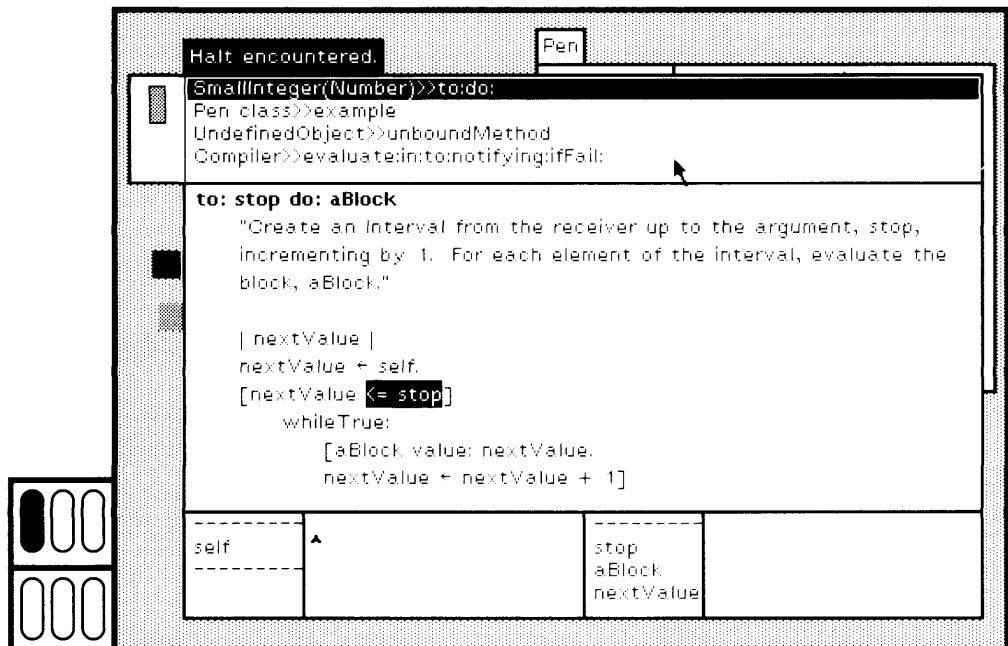 Pen
Halt encountered.
SmallInteger(Number)>>to:do:
Pen class>>example
UndefinedObject>>unboundMethod
Compiler>>evaluate:in:to:notifying:ifFail:
to: stop do: aBlock
"Create an Interval from the receiver up to the argument, stop,
incrementing by 1. For each element of the interval, evaluate the
block, aBlock."
| nextValue |
nextValue ← self.
[nextValue <= stop]
whileTrue:
[aBlock value: nextValue.
nextValue ← nextValue + 1]
----------
self
----------
----------
stop
aBlock
nextValue